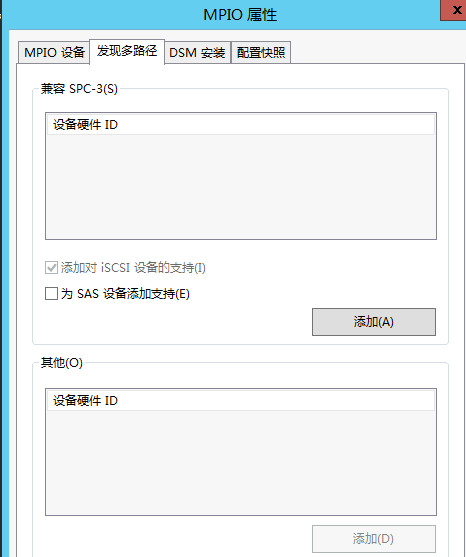 MPIO 属性
x
MPIO 设备 发现多路径 DSM 安装 配置快照
兼容 SPC-3(S)
设备硬件 ID
添加对 iSCSI 设备的支持(I)
为 SAS 设备添加支持(E)
添加(A)
其他(O)
设备硬件 ID
添加(D)